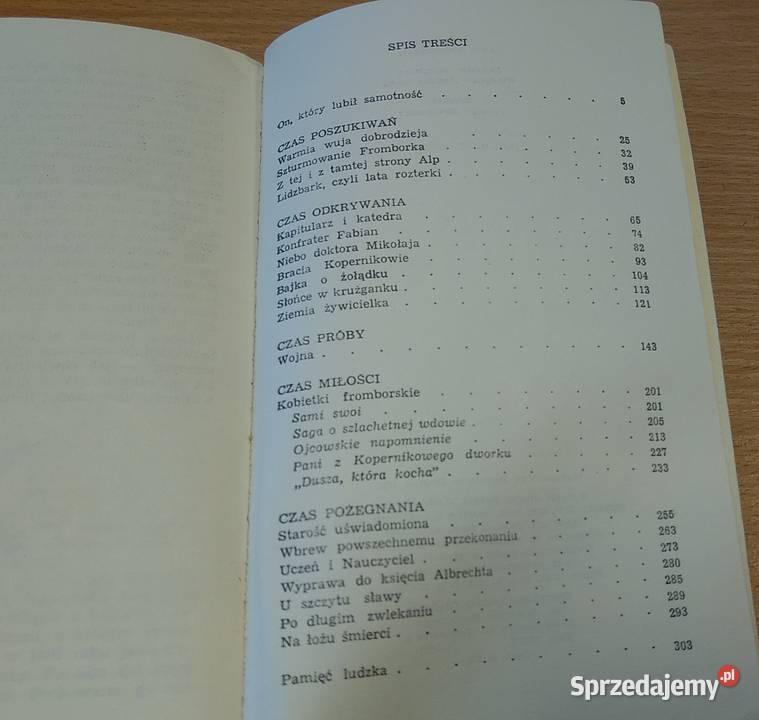 SPIS TREŚCI
On, który lubił samotność . . . . . . 5
CZAS POSZUKIWAŃ
Warmia wuja dobrodzieja . . . . . . 25
Szturmowanie Fromborka . . . . . . 32
Z tej i z tamtej strony Alp . . . . . . 39
Lidzbark, czyli lata rozterki . . . . . . 53
CZAS ODKRYWANIA
Kapitularz i katedra . . . . . . . 65
Konfrater Fabian . . . . . . . 74
Niebo doktora Mikołaja . . . . . . . 82
Bracia Kopernikowie . . . . . . . 93
Bajka o żołądku . . . . . . . 104
Słońce w krużganku . . . . . . . 113
Ziemia żywicielka . . . . . . . 121
CZAS PRÓBY
Wojna . . . . . . . . . 143
CZAS MIŁOŚCI
Kobietki fromborskie . . . . . . . 201
Sami swoi . . . . . . . 201
Saga o szlachetnej wdowie . . . . . . 205
Ojcowskie napomnienie . . . . . . 213
Pani z Kopernikowego dworku . . . . . 227
„Dusza, która kocha” . . . . . . . 233
CZAS POŻEGNANIA
Starość uświadomiona . . . . . . . 255
Wbrew powszechnemu przekonaniu . . . . . 263
Uczeń i Nauczyciel . . . . . . . . 273
Wyprawa do księcia Albrechta . . . . . . 280
U szczytu sławy . . . . . . . . 285
Po długim zwlekaniu . . . . . . . . 289
Na łożu śmierci . . . . . . . . 293
Pamięć ludzka . . . . . . . . 303
Sprzedajemy.pl